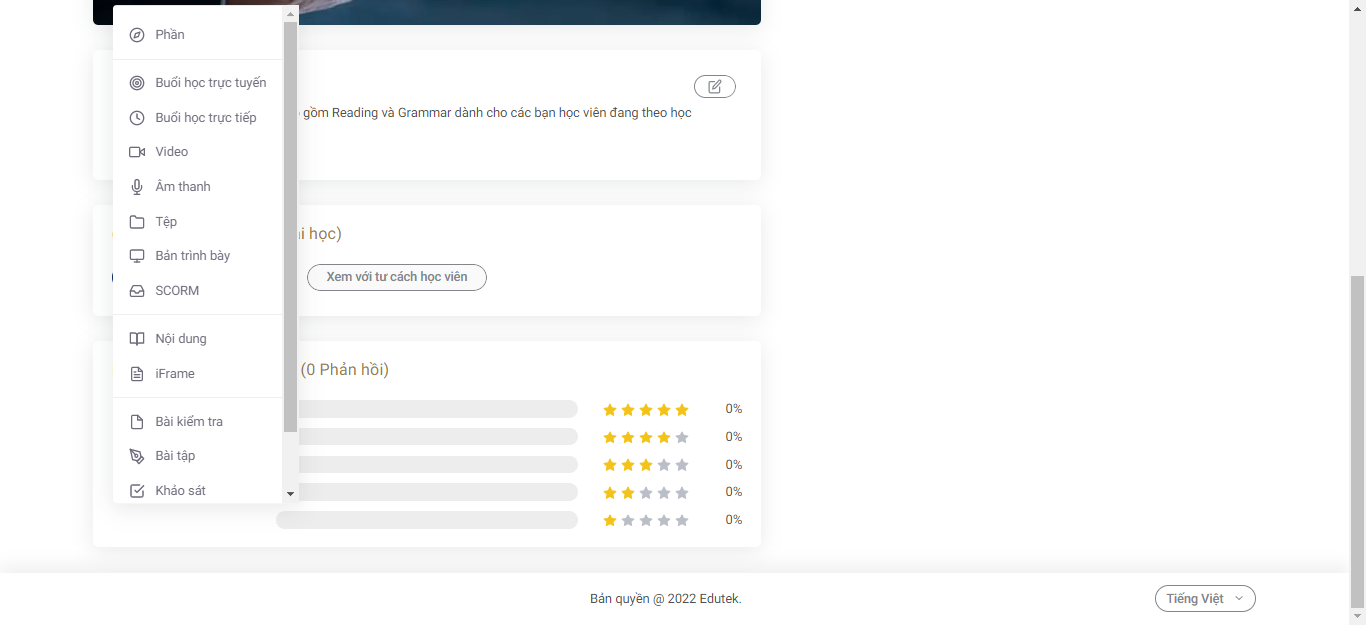 Phần
Buổi học trực tuyến
Buổi học trực tiếp
Video
Âm thanh
Tệp
Bản trình bày
SCORM
Nội dung
iFrame
Bài kiểm tra
Bài tập
Khảo sát
gồm Reading và Grammar dành cho các bạn học viên đang theo học
học)
Xem với tư cách học viên
(0 Phản hồi)
0%
0%
0%
0%
0%
Bản quyền @ 2022 Edutek.
Tiếng Việt